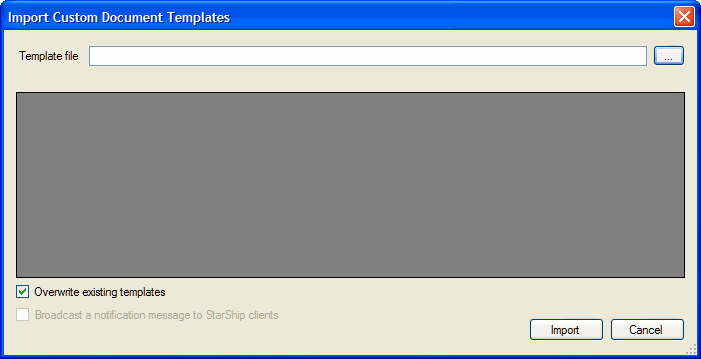 Import Custom Document Templates
Template file
...
Overwrite existing templates
Broadcast a notification message to StarShip clients
Import Cancel